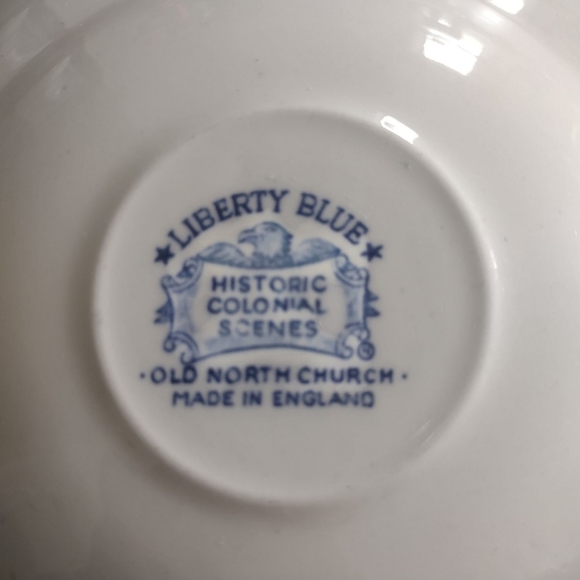 ★LIBERTY BLUE★
HISTORIC
COLONIAL
SCENES
·OLD NORTH CHURCH·
MADE IN ENGLAND